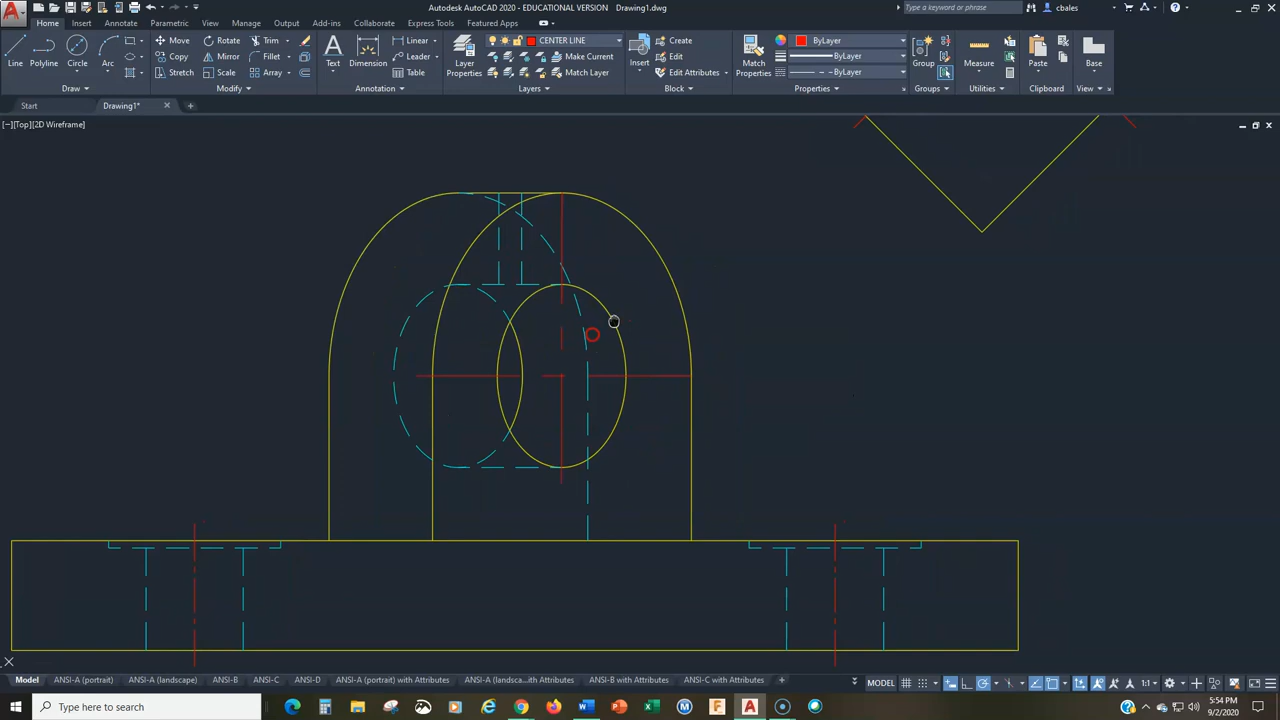 Autodesk AutoCAD 2020 - EDUCATIONAL VERSION Drawing1.dwg
Type a keyword or phrase
cbales
Home Insert Annotate Parametric View Manage Output Add-ins Collaborate Express Tools Featured Apps
Line Polyline Circle Arc
Move Rotate Trim
Copy Mirror Fillet
Stretch Scale Array
Text Dimension
Linear
Leader
Table
Layer Properties
CENTER LINE
Make Current
Match Layer
Insert
Create
Edit
Edit Attributes
Match Properties
ByLayer
ByLayer
ByLayer
Group
Measure
Paste
Base
Draw Modify Annotation Layers Block Properties Groups Utilities Clipboard View
Start Drawing1*
[−][Top][2D Wireframe]
Model ANSI-A (portrait) ANSI-A (landscape) ANSI-B ANSI-C ANSI-D ANSI-A (portrait) with Attributes ANSI-A (landsca...ith Attributes ANSI-B with Attributes ANSI-C with Attributes
MODEL
1:1
Type here to search
5:54 PM
9/2/2020